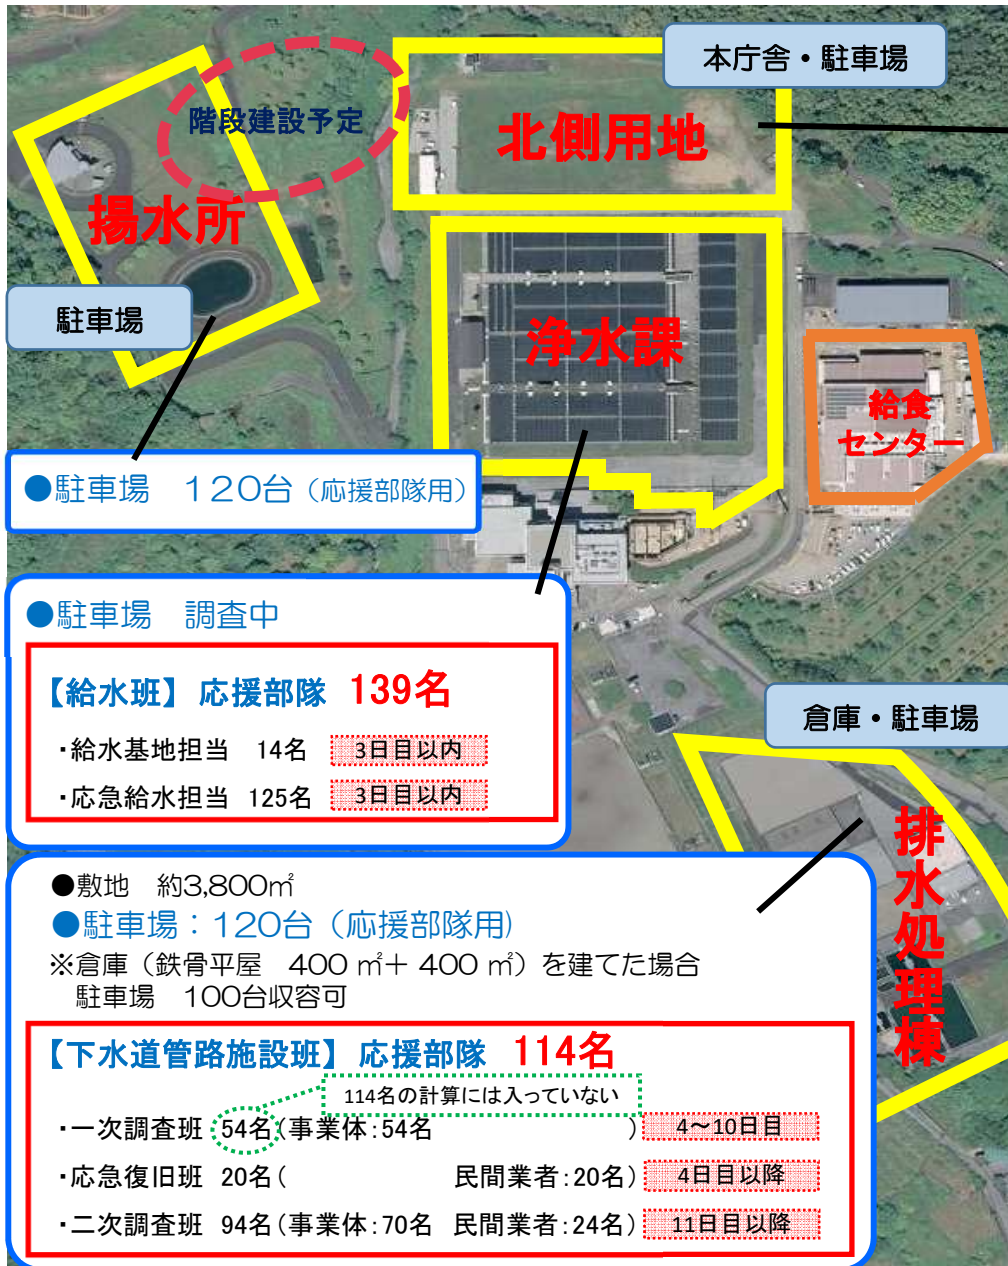 本庁舎・駐車場
階段建設予定
北側用地
揚水所
駐車場
浄水課
給食
センター
●駐車場　120台（応援部隊用）
●駐車場　調査中
【給水班】応援部隊　139名
・給水基地担当　14名　3日目以内
・応急給水担当　125名　3日目以内
倉庫・駐車場
排水処理棟
●敷地　約3,800㎡
●駐車場：120台（応援部隊用）
※倉庫（鉄骨平屋　400 ㎡＋ 400 ㎡）を建てた場合
駐車場　100台収容可
【下水道管路施設班】応援部隊　114名
114名の計算には入っていない
・一次調査班　54名（事業体：54名　　　　　　　）　4～10日目
・応急復旧班　20名（　　　　　　　民間業者：20名）　4日目以降
・二次調査班　94名（事業体：70名　民間業者：24名）　11日目以降